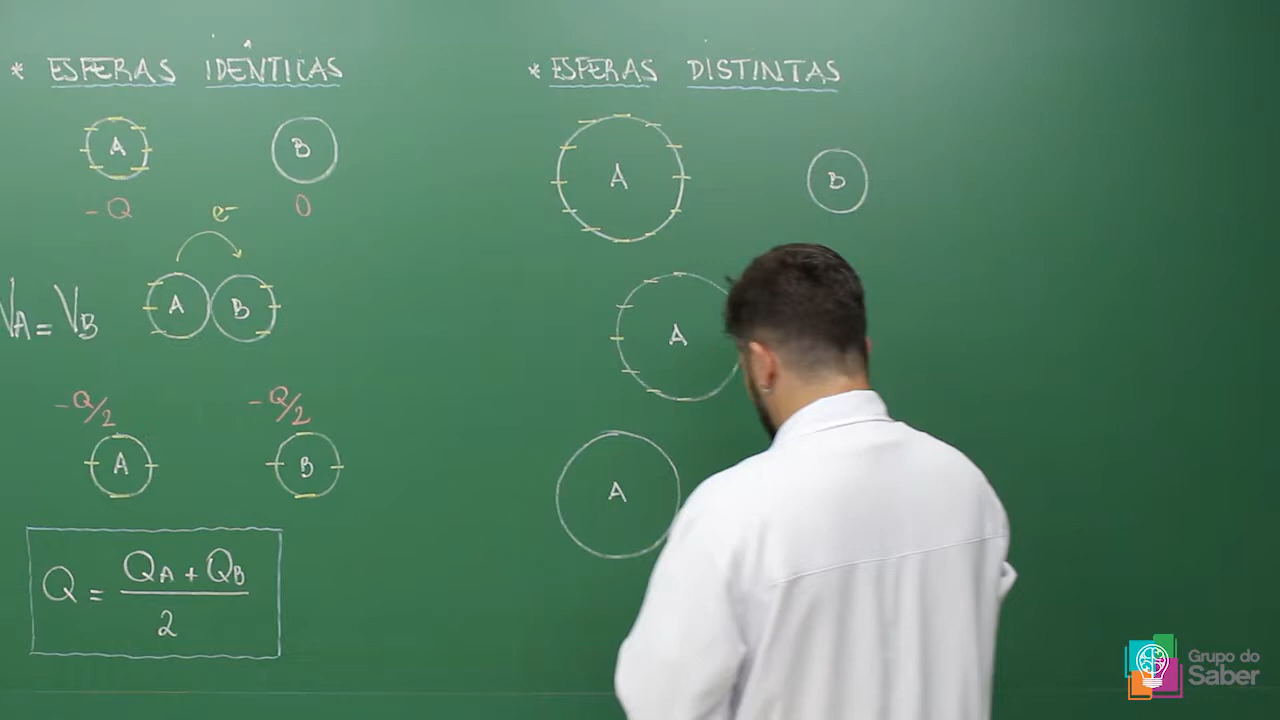 * ESFERAS IDÊNTICAS
A B
-Q 0
e-
VA = VB
A B
-Q/2 -Q/2
A B
Q = QA + QB
2
* ESFERAS DISTINTAS
A B
A
A
Grupo do
Saber